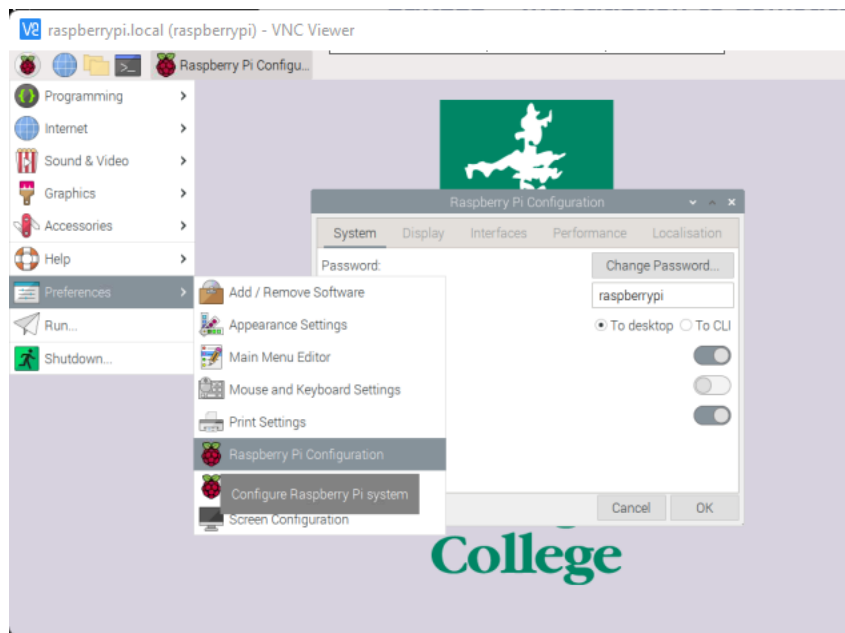 raspberrypi.local (raspberrypi) - VNC Viewer
Raspberry Pi Configu...
Programming
Internet
Sound & Video
Graphics
Accessories
Help
Preferences
Run...
Shutdown...
Add / Remove Software
Appearance Settings
Main Menu Editor
Mouse and Keyboard Settings
Print Settings
Raspberry Pi Configuration
Configure Raspberry Pi system
Screen Configuration
Raspberry Pi Configuration
System Display Interfaces Performance Localisation
Password: Change Password...
raspberrypi
To desktop To CLI
Cancel OK
College